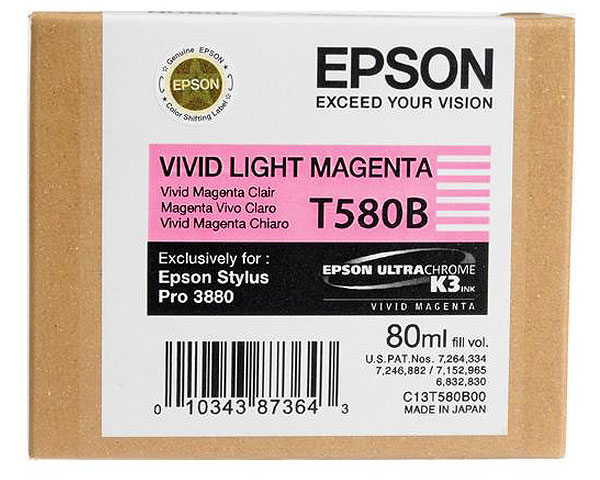 Genuine EPSON
EPSON
Color Shifting Label
EPSON
EXCEED YOUR VISION
VIVID LIGHT MAGENTA
Vivid Magenta Clair
Magenta Vivo Claro
Vivid Magenta Chiaro
T580B
Exclusively for :
Epson Stylus
Pro 3880
EPSON ULTRACHROME
K3 INK
VIVID MAGENTA
80ml fill vol.
U.S.PAT.Nos. 7,264,334
7,246,882 / 7,152,965
6,832,830
C13T580B00
MADE IN JAPAN
0 10343 87364 3